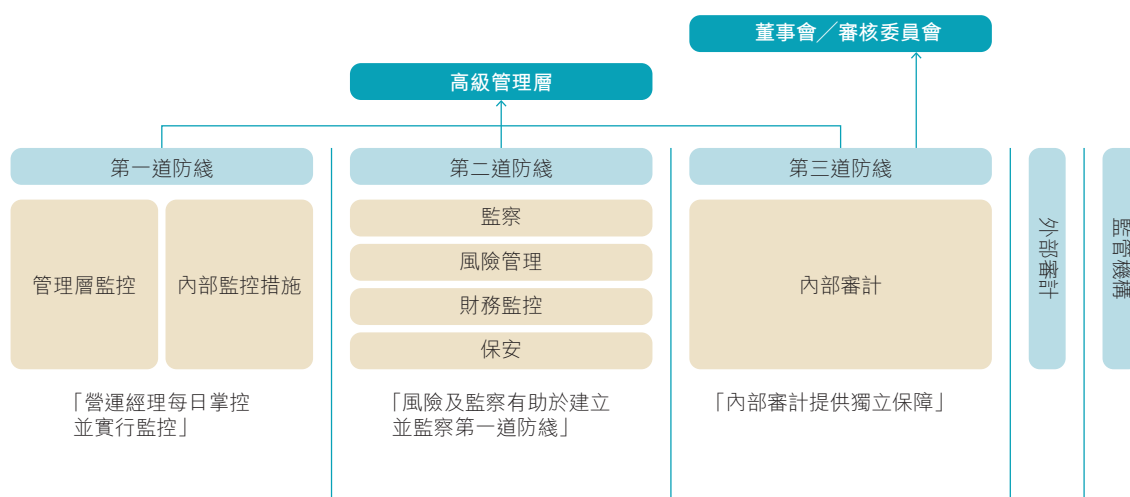 董事會／審核委員會
高級管理層
第一道防綫
第二道防綫
第三道防綫
管理層監控
內部監控措施
監察
風險管理
財務監控
保安
內部審計
外部審計
監管機構
「營運經理每日掌控
並實行監控」
「風險及監察有助於建立
並監察第一道防綫」
「內部審計提供獨立保障」